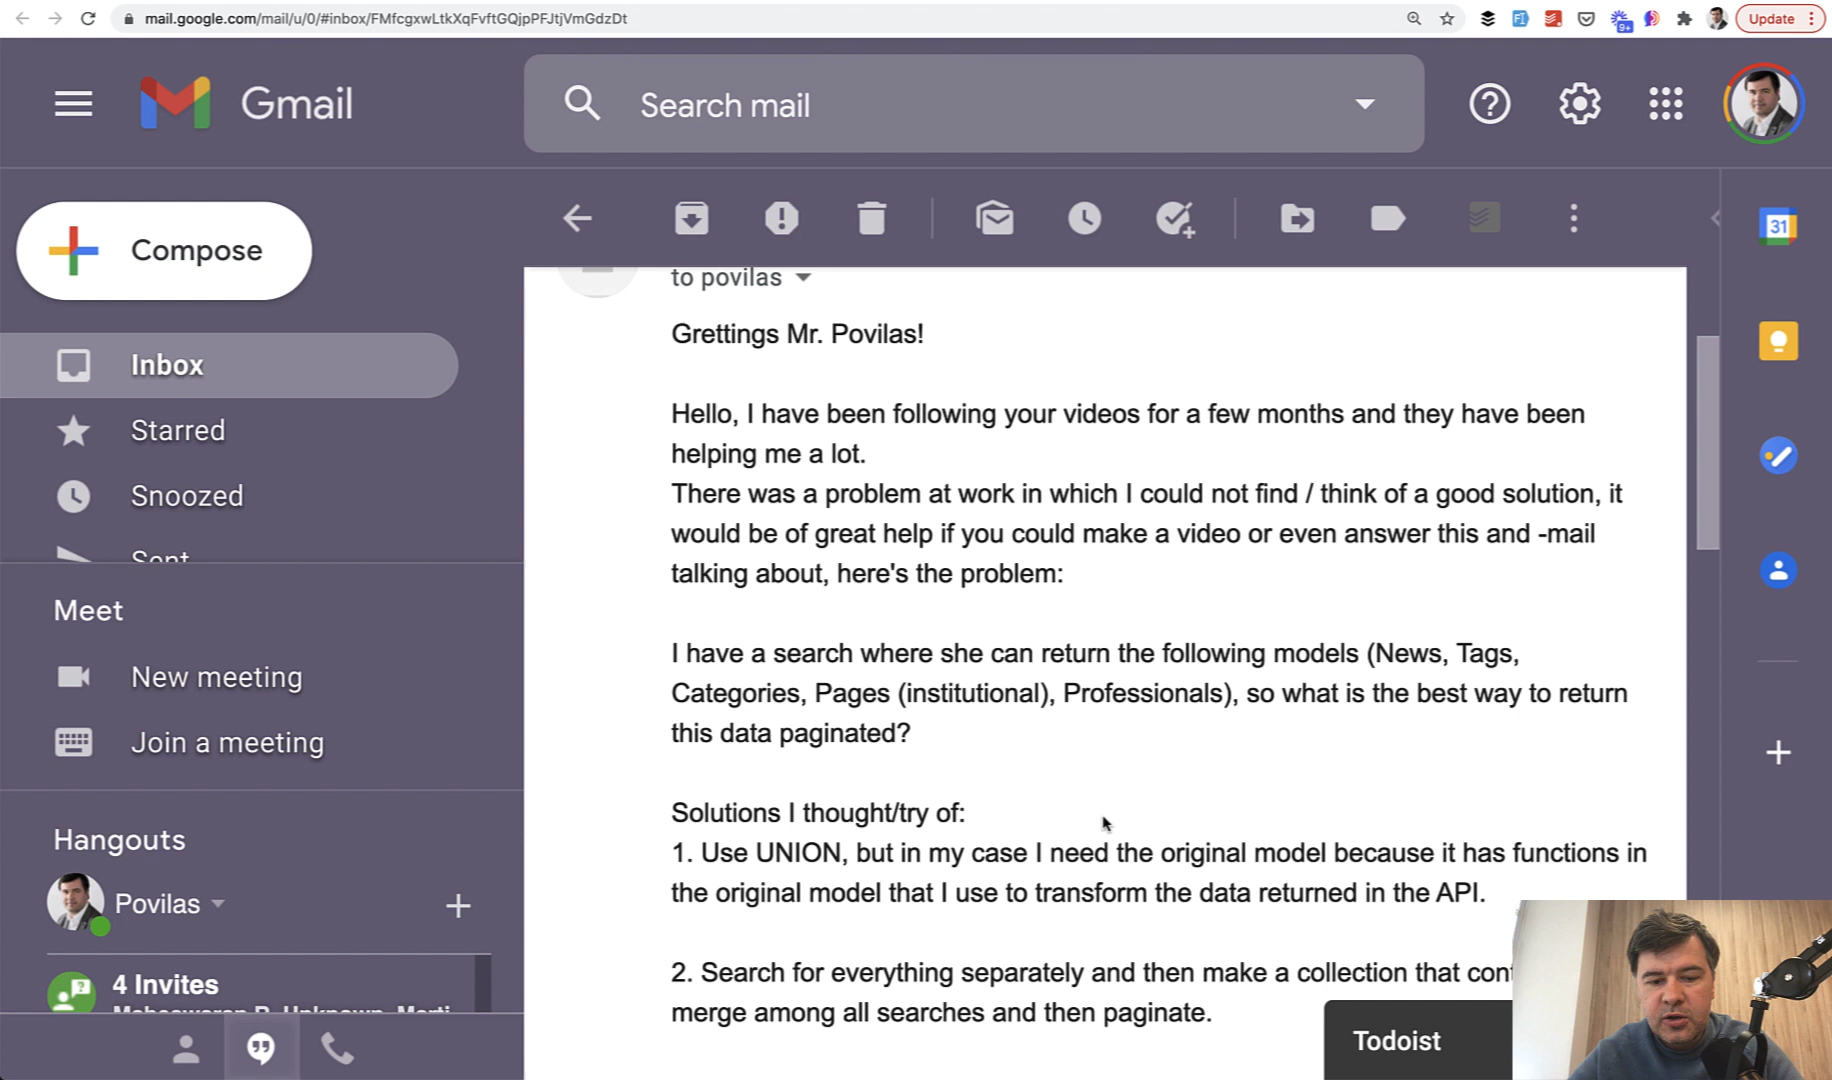 mail.google.com/mail/u/0/#inbox/FMfcgxwLtkXqFvftGQjpPFJtjVmGdzDt
9+
Update
Gmail
Search mail
Compose
31
to povilas
Inbox
Grettings Mr. Povilas!
Starred
Hello, I have been following your videos for a few months and they have been
helping me a lot.
Snoozed
There was a problem at work in which I could not find / think of a good solution, it
would be of great help if you could make a video or even answer this and -mail
Sent
talking about, here's the problem:
Meet
I have a search where she can return the following models (News, Tags,
New meeting
Categories, Pages (institutional), Professionals), so what is the best way to return
this data paginated?
Join a meeting
Solutions I thought/try of:
Hangouts
1. Use UNION, but in my case I need the original model because it has functions in
the original model that I use to transform the data returned in the API.
Povilas
2. Search for everything separately and then make a collection that
4 Invites
merge among all searches and then paginate.
Todoist